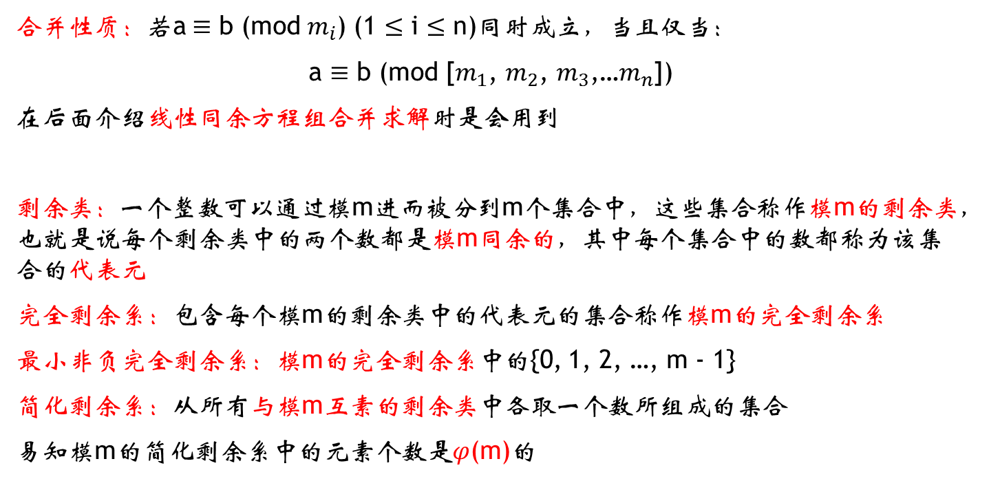 合并性质：若a ≡ b (mod m_i) (1 ≤ i ≤ n)同时成立，当且仅当：
a ≡ b (mod [m_1, m_2, m_3,…m_n])
在后面介绍线性同余方程组合并求解时是会用到
剩余类：一个整数可以通过模m进而被分到m个集合中，这些集合称作模m的剩余类，
也就是说每个剩余类中的两个数都是模m同余的，其中每个集合中的数都称为该集
合的代表元
完全剩余系：包含每个模m的剩余类中的代表元的集合称作模m的完全剩余系
最小非负完全剩余系：模m的完全剩余系中的{0, 1, 2, …, m - 1}
简化剩余系：从所有与模m互素的剩余类中各取一个数所组成的集合
易知模m的简化剩余系中的元素个数是φ(m)的